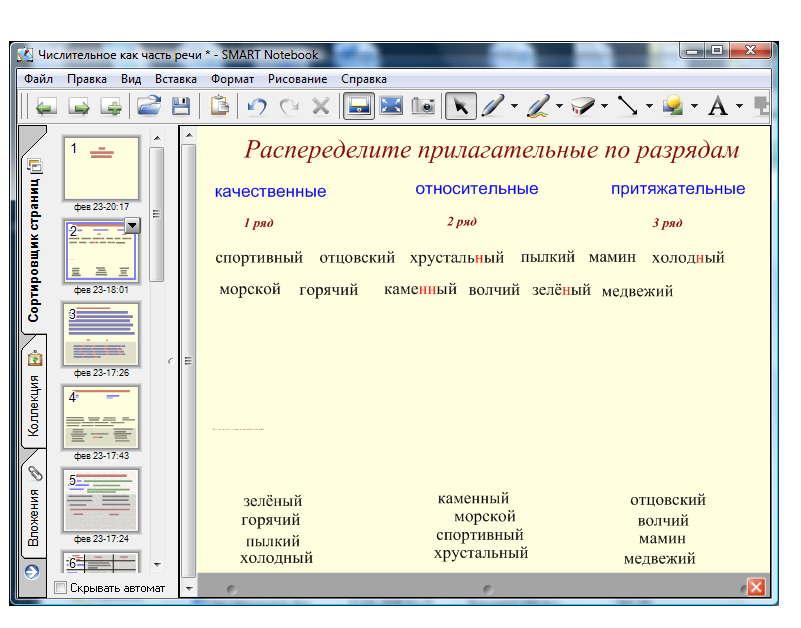 Числительное как часть речи * - SMART Notebook
Файл Правка Вид Вставка Формат Рисование Справка
Сортировщик страниц
Коллекция
Вложения
1
фев 23-20:17
2
фев 23-18:01
3
фев 23-17:26
4
фев 23-17:43
5
фев 23-17:24
6
Скрывать автомат
Распеределите прилагательные по разрядам
качественные относительные притяжательные
1 ряд 2 ряд 3 ряд
спортивный отцовский хрустальный пылкий мамин холодный
морской горячий каменный волчий зелёный медвежий
зелёный каменный отцовский
горячий морской волчий
пылкий спортивный мамин
холодный хрустальный медвежий